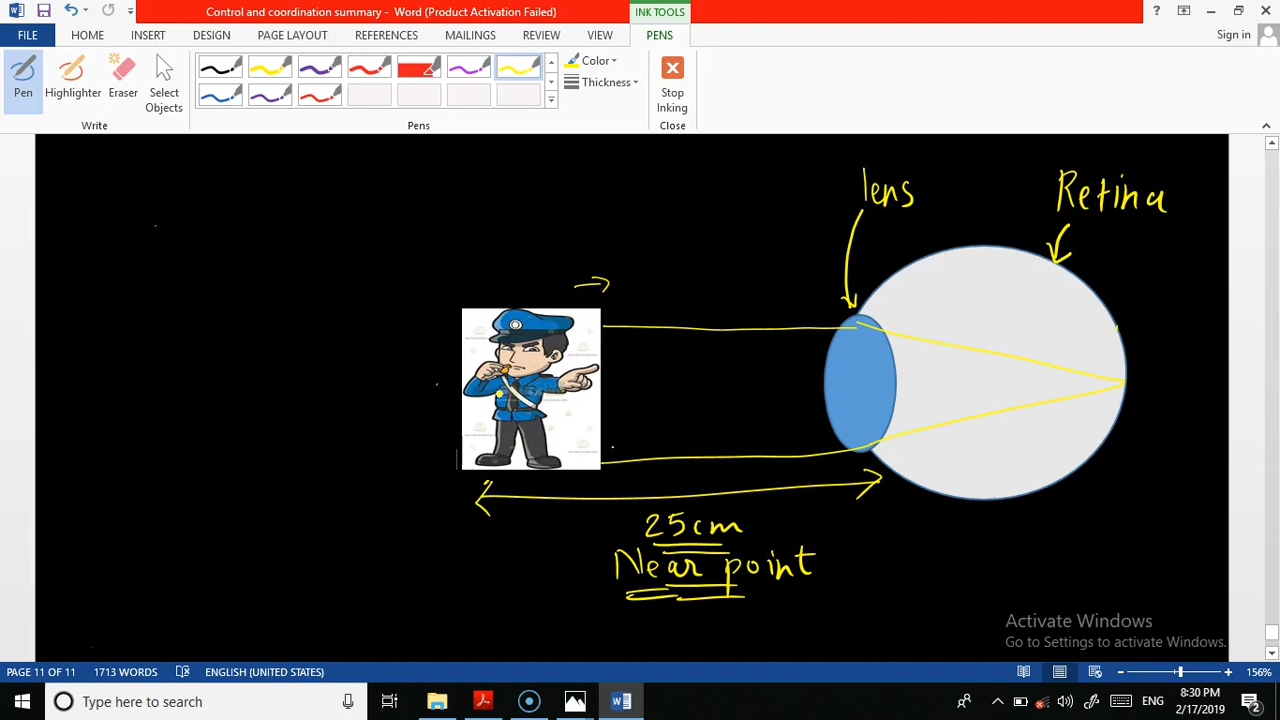 Control and coordination summary - Word (Product Activation Failed)
INK TOOLS
?
FILE HOME INSERT DESIGN PAGE LAYOUT REFERENCES MAILINGS REVIEW VIEW PENS
Sign in
Pen Highlighter Eraser Select Objects
Color
Thickness
Stop Inking
Write Pens Close
lens
Retina
25cm
Near point
Activate Windows
Go to Settings to activate Windows.
PAGE 11 OF 11 1713 WORDS ENGLISH (UNITED STATES) 156%
Type here to search
ENG
8:30 PM
2/17/2019
2